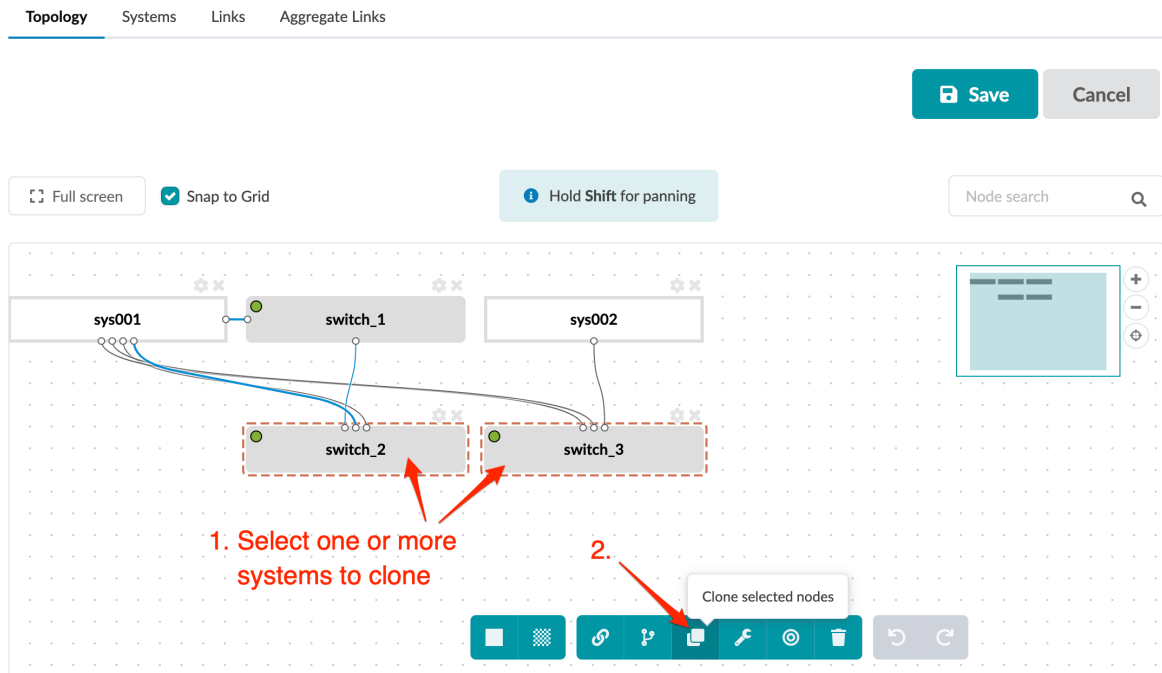 Topology Systems Links Aggregate Links
Save Cancel
Full screen Snap to Grid Hold Shift for panning Node search
sys001 switch_1 sys002
switch_2 switch_3
1. Select one or more
systems to clone
2.
Clone selected nodes